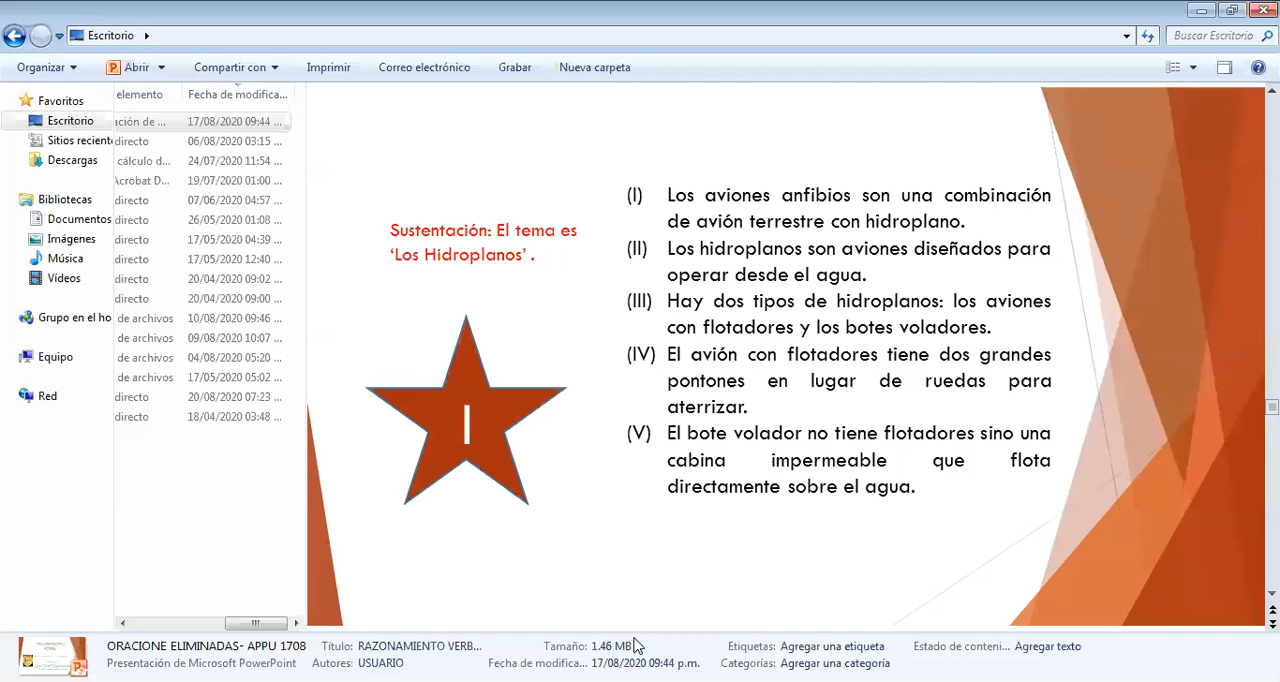 Escritorio
Buscar Escritorio
Organizar Abrir Compartir con Imprimir Correo electrónico Grabar Nueva carpeta
Favoritos
Escritorio
Sitios recient
Descargas
Bibliotecas
Documentos
Imágenes
Música
Vídeos
Grupo en el ho
Equipo
Red
elemento Fecha de modifica...
ación de ... 17/08/2020 09:44 ...
directo 06/08/2020 03:15 ...
cálculo d... 24/07/2020 11:54 ...
Acrobat D... 19/07/2020 01:00 ...
directo 07/06/2020 04:57 ...
directo 26/05/2020 01:08 ...
directo 17/05/2020 04:39 ...
directo 17/05/2020 12:40 ...
directo 20/04/2020 09:02 ...
directo 20/04/2020 09:00 ...
de archivos 10/08/2020 09:46 ...
de archivos 09/08/2020 10:07 ...
de archivos 04/08/2020 05:20 ...
de archivos 17/05/2020 05:02 ...
directo 20/08/2020 07:23 ...
directo 18/04/2020 03:48 ...
Sustentación: El tema es
‘Los Hidroplanos’ .
I
(I) Los aviones anfibios son una combinación
de avión terrestre con hidroplano.
(II) Los hidroplanos son aviones diseñados para
operar desde el agua.
(III) Hay dos tipos de hidroplanos: los aviones
con flotadores y los botes voladores.
(IV) El avión con flotadores tiene dos grandes
pontones en lugar de ruedas para
aterrizar.
(V) El bote volador no tiene flotadores sino una
cabina impermeable que flota
directamente sobre el agua.
ORACIONE ELIMINADAS- APPU 1708 Título: RAZONAMIENTO VERB... Tamaño: 1.46 MB Etiquetas: Agregar una etiqueta Estado de conteni... Agregar texto
Presentación de Microsoft PowerPoint Autores: USUARIO Fecha de modifica... 17/08/2020 09:44 p.m. Categorías: Agregar una categoría